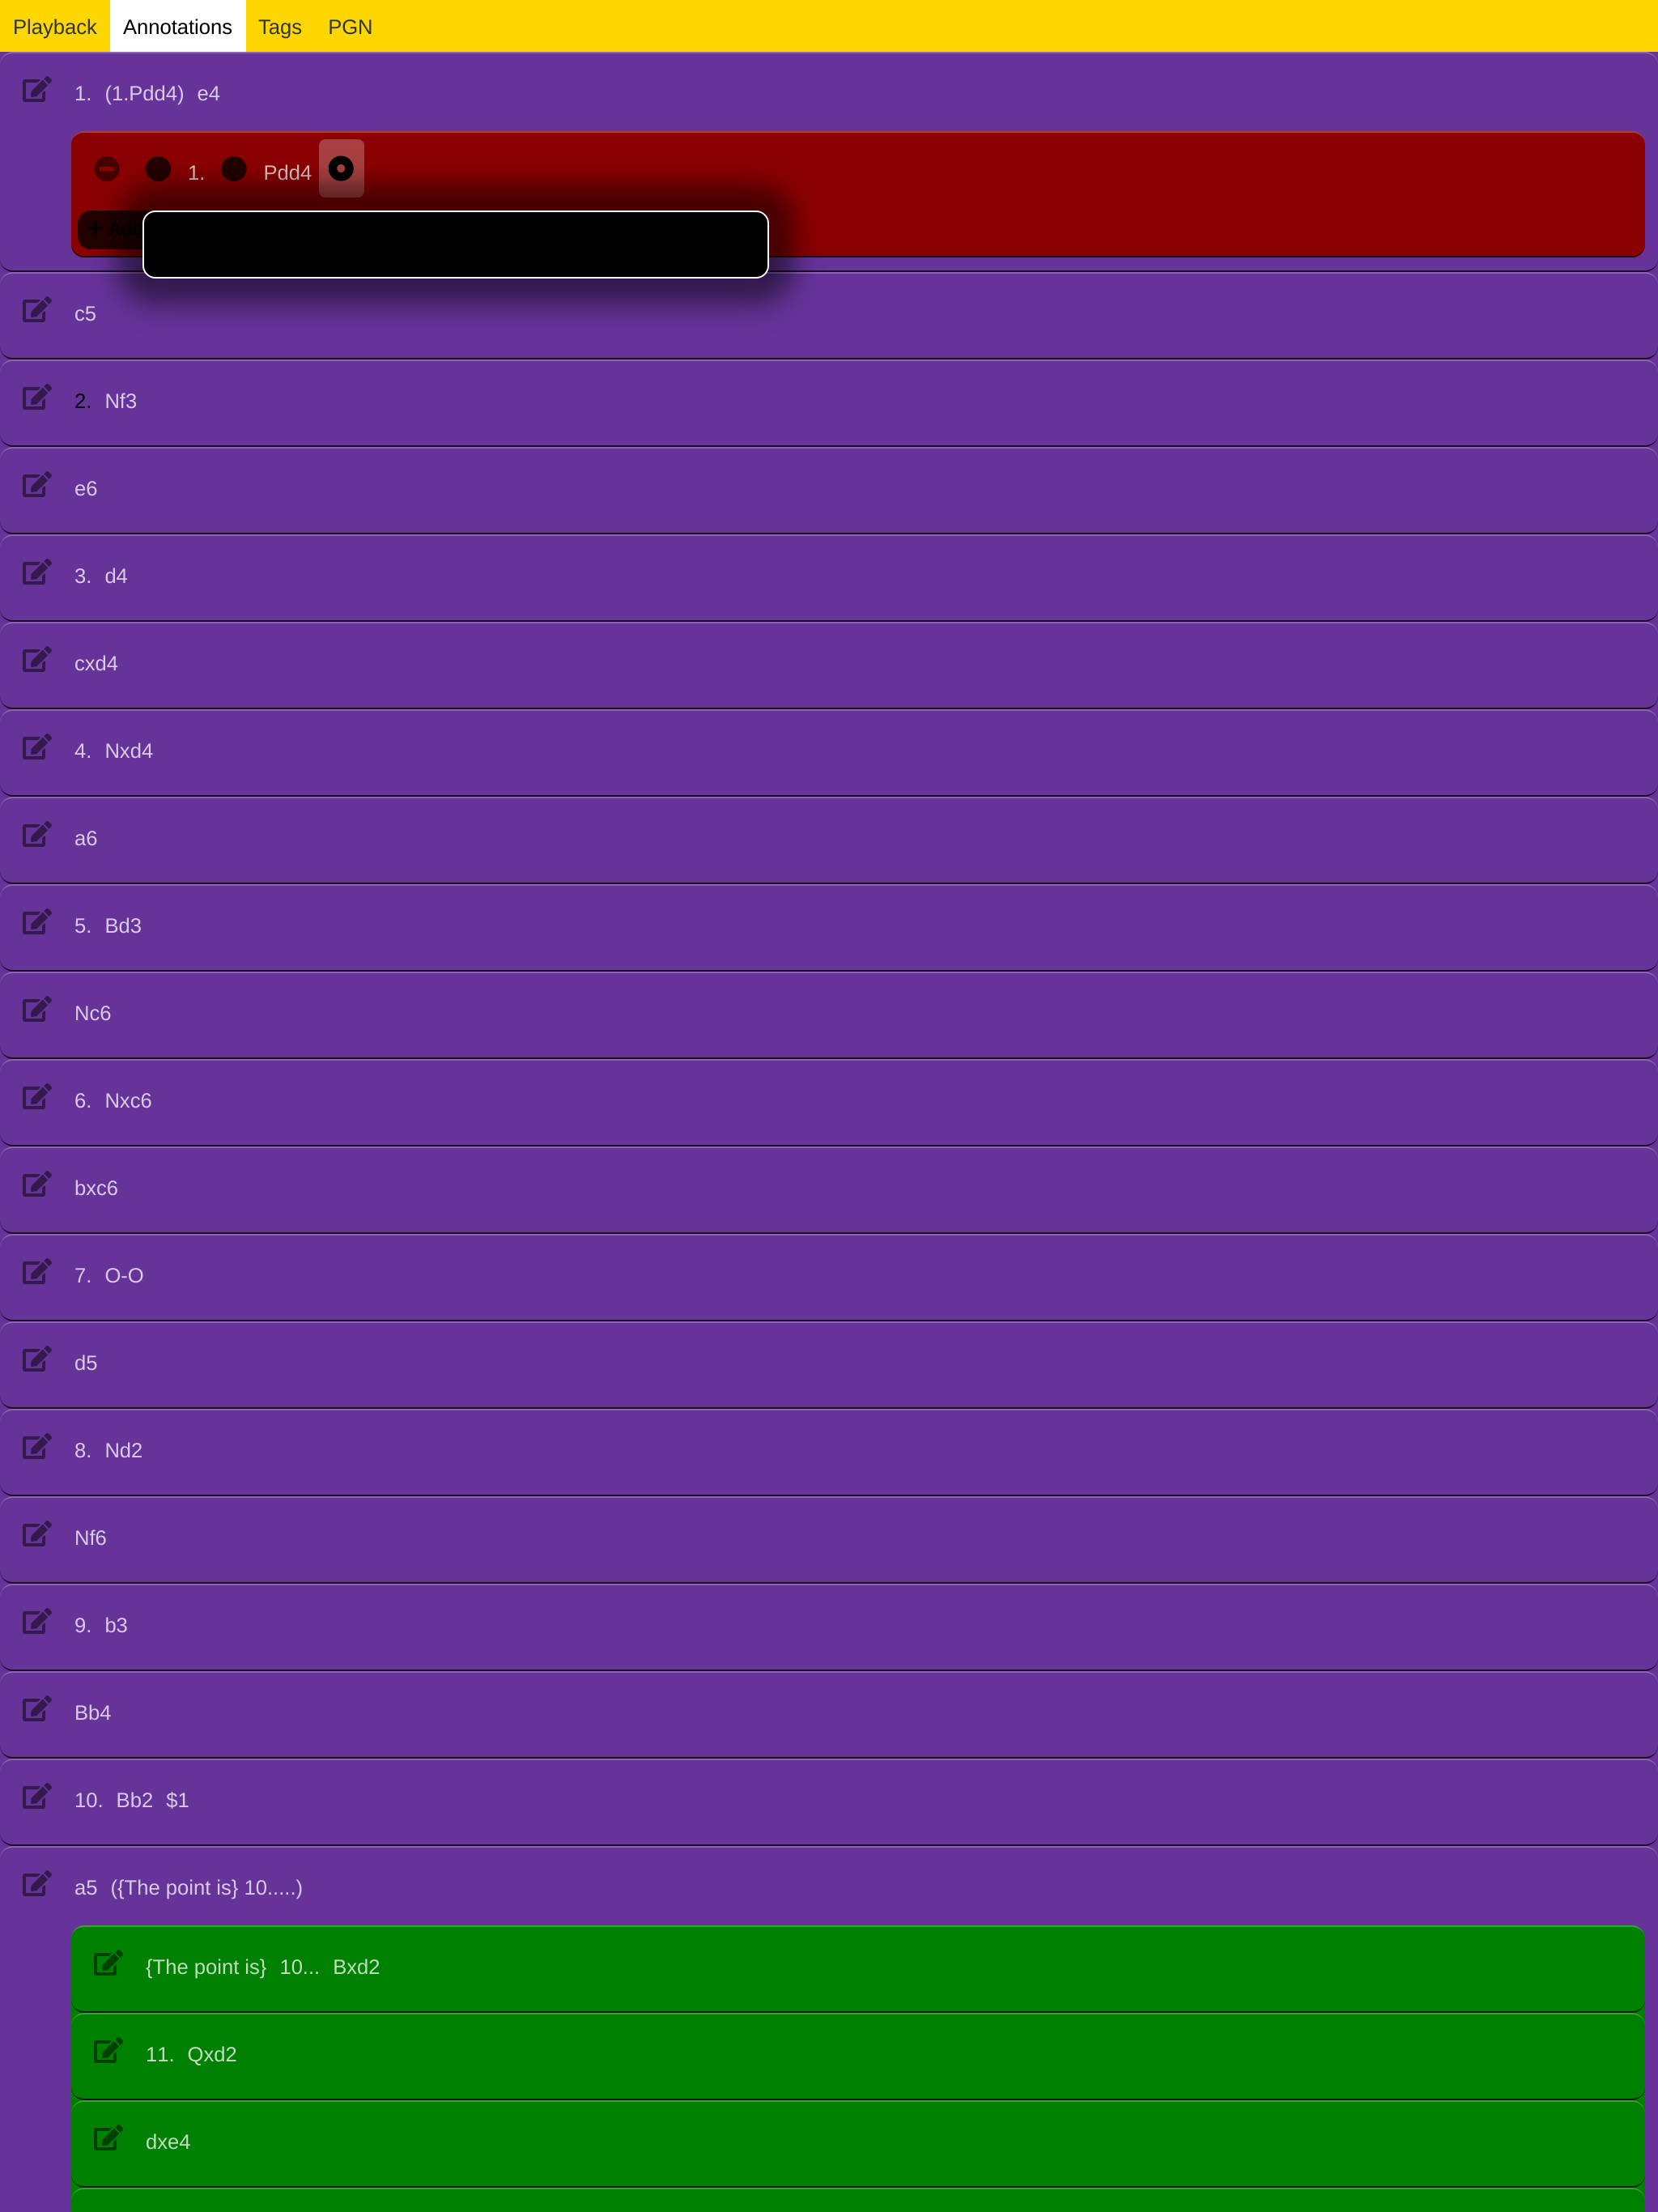 Playback Annotations Tags PGN
1. (1.Pdd4) e4
1. Pdd4
c5
2. Nf3
e6
3. d4
cxd4
4. Nxd4
a6
5. Bd3
Nc6
6. Nxc6
bxc6
7. O-O
d5
8. Nd2
Nf6
9. b3
Bb4
10. Bb2 $1
a5 ({The point is} 10.....)
{The point is} 10... Bxd2
11. Qxd2
dxe4